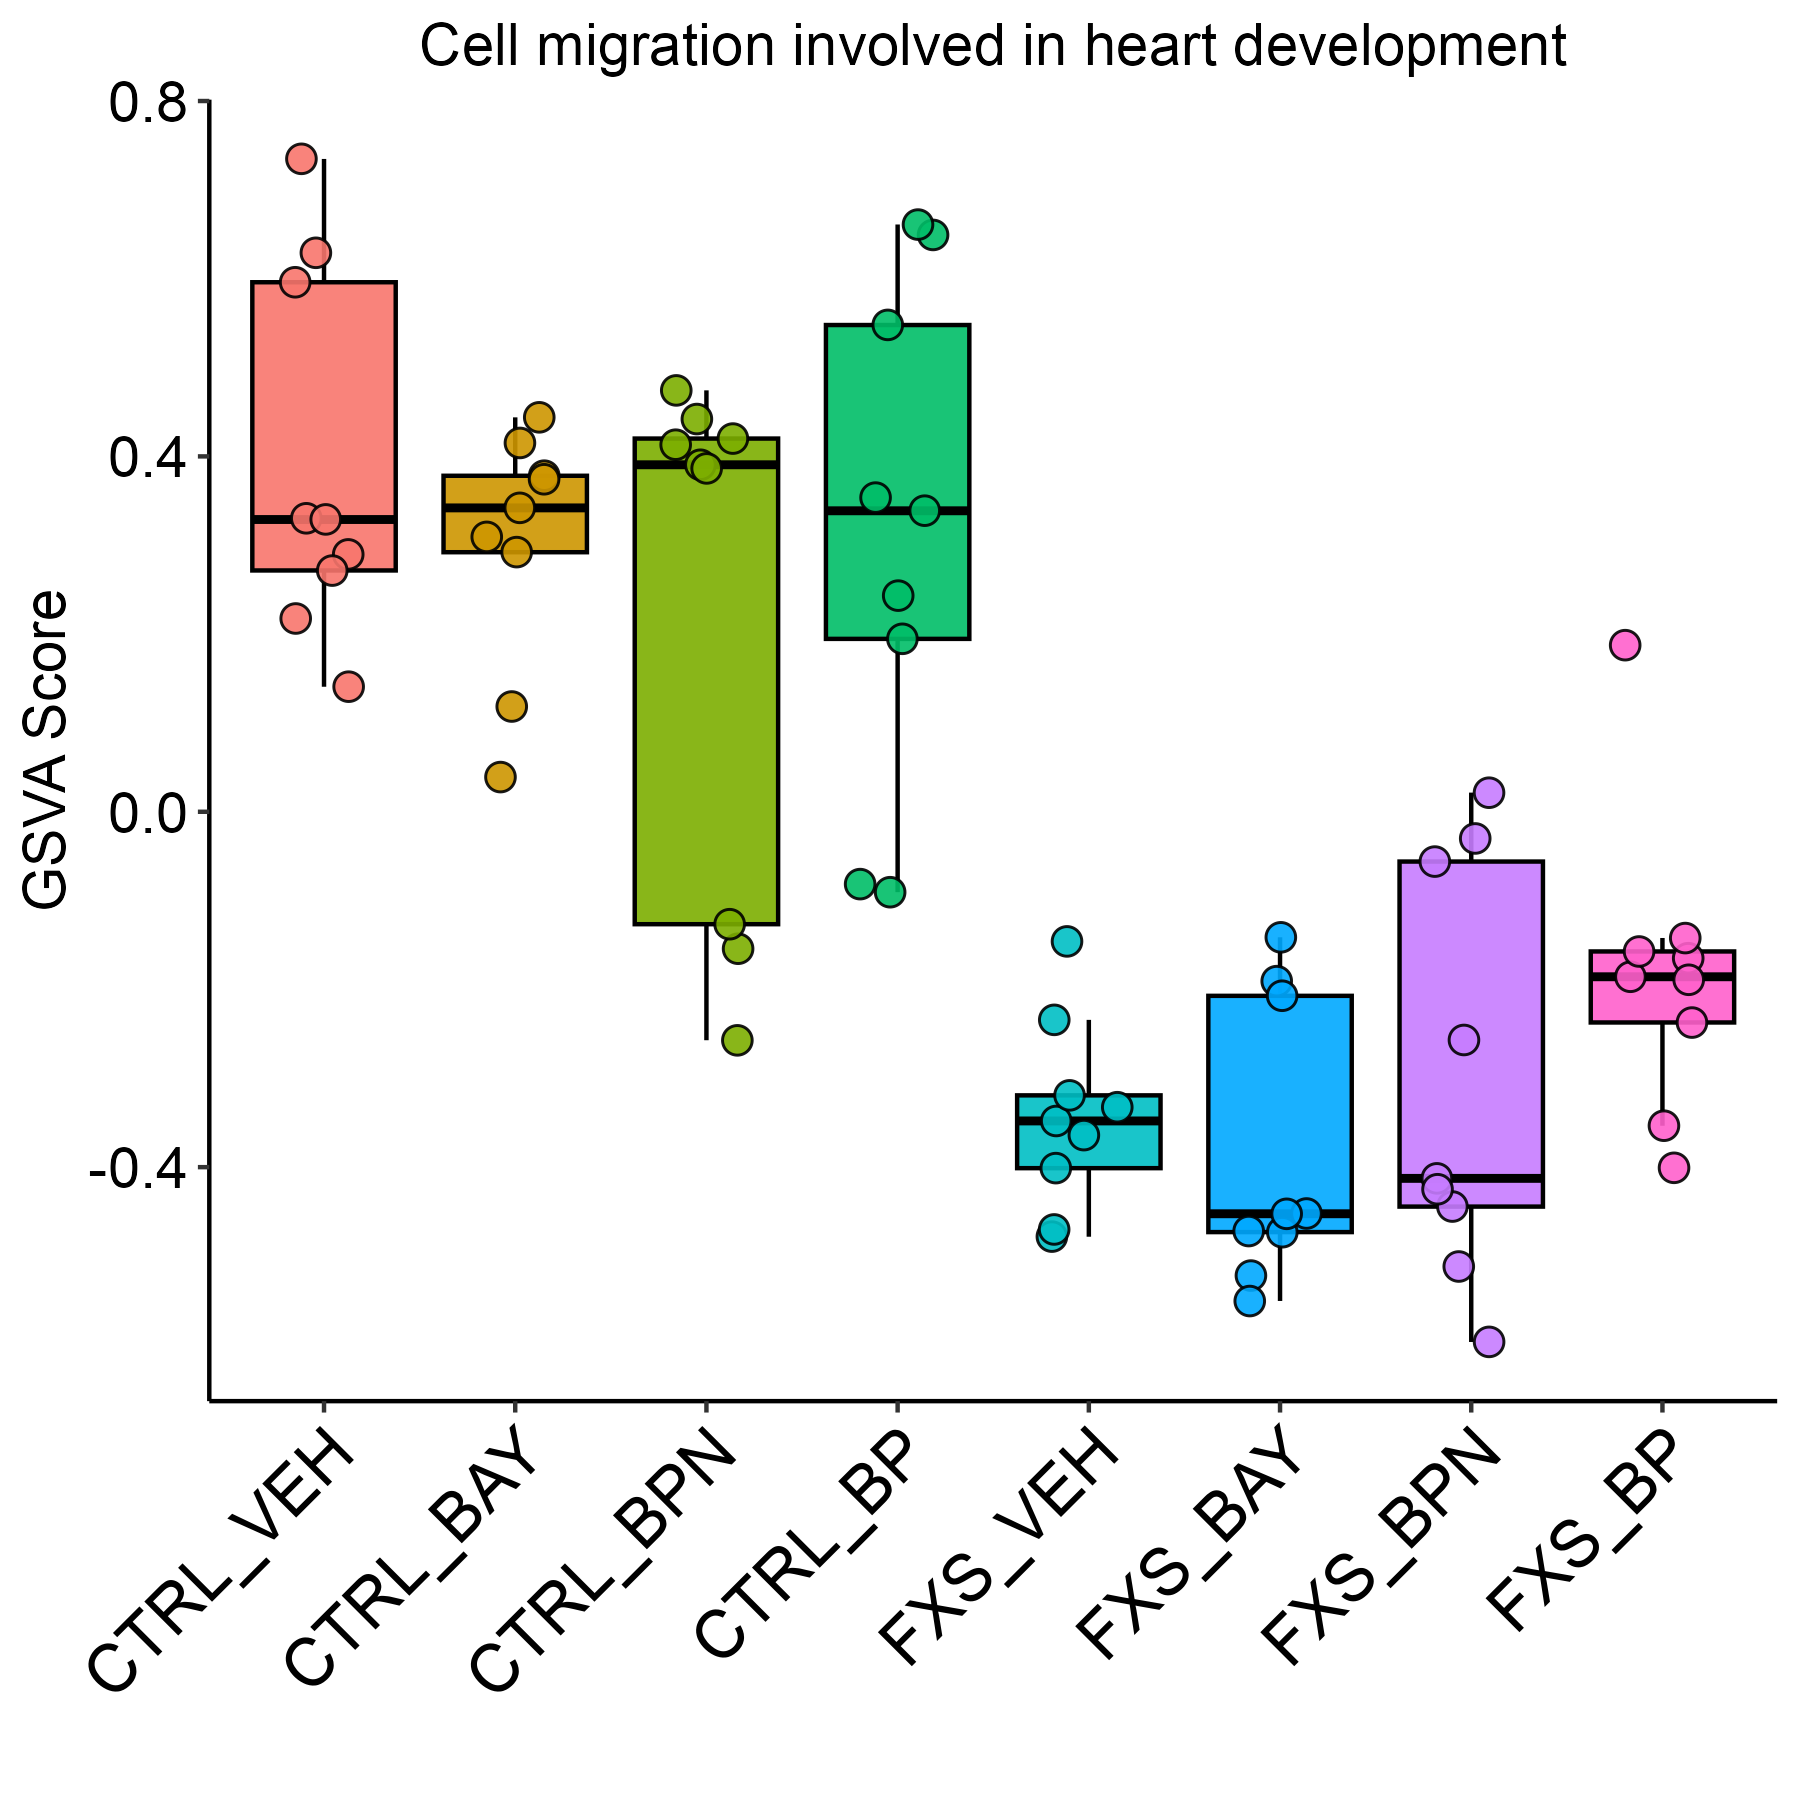 Cell migration involved in heart development
GSVA Score
0.8
0.4
0.0
-0.4
CTRL_VEH
CTRL_BAY
CTRL_BPN
CTRL_BP
FXS_VEH
FXS_BAY
FXS_BPN
FXS_BP